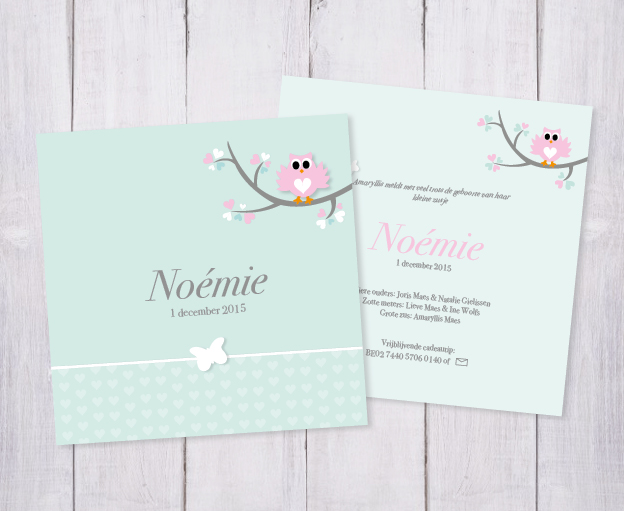 Noémie
1 december 2015
Amaryllis meldt met veel trots de geboorte van haar
kleine zusje
Noémie
1 december 2015
ouders: Joris Maes & Natalie Gielissen
Zotte meters: Lieve Maes & Ine Wolfs
Grote zus: Amaryllis Maes
Vrijblijvende cadeautip:
BE02 7440 5706 0140 of